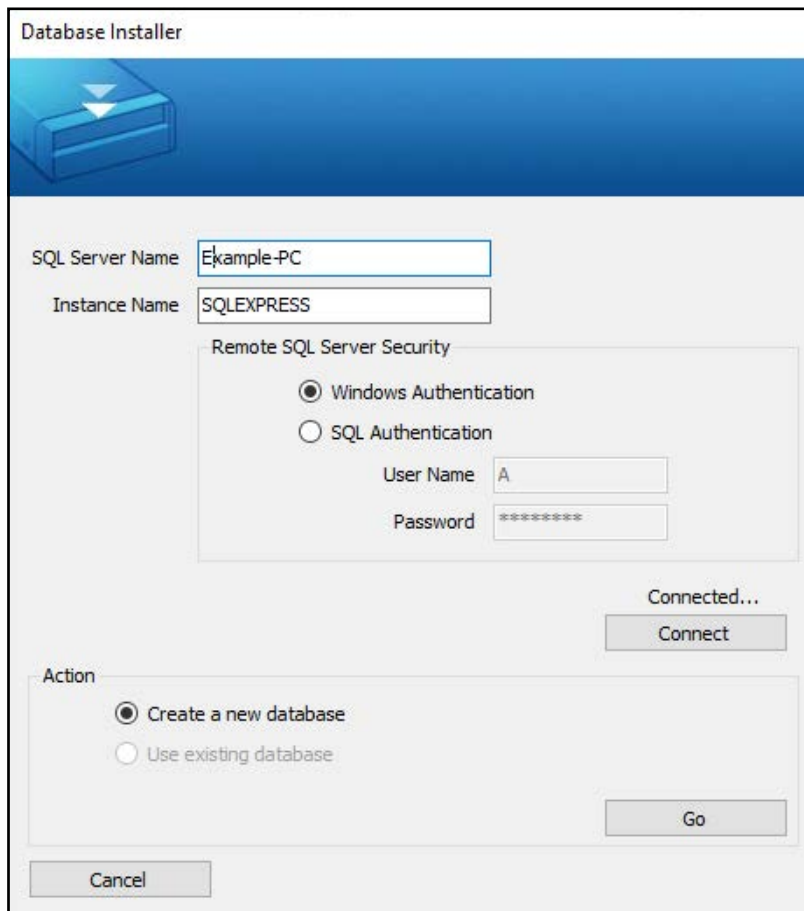 Database Installer
SQL Server Name Example-PC
Instance Name SQLEXPRESS
Remote SQL Server Security
Windows Authentication
SQL Authentication
User Name A
Password ********
Connected...
Connect
Action
Create a new database
Use existing database
Go
Cancel